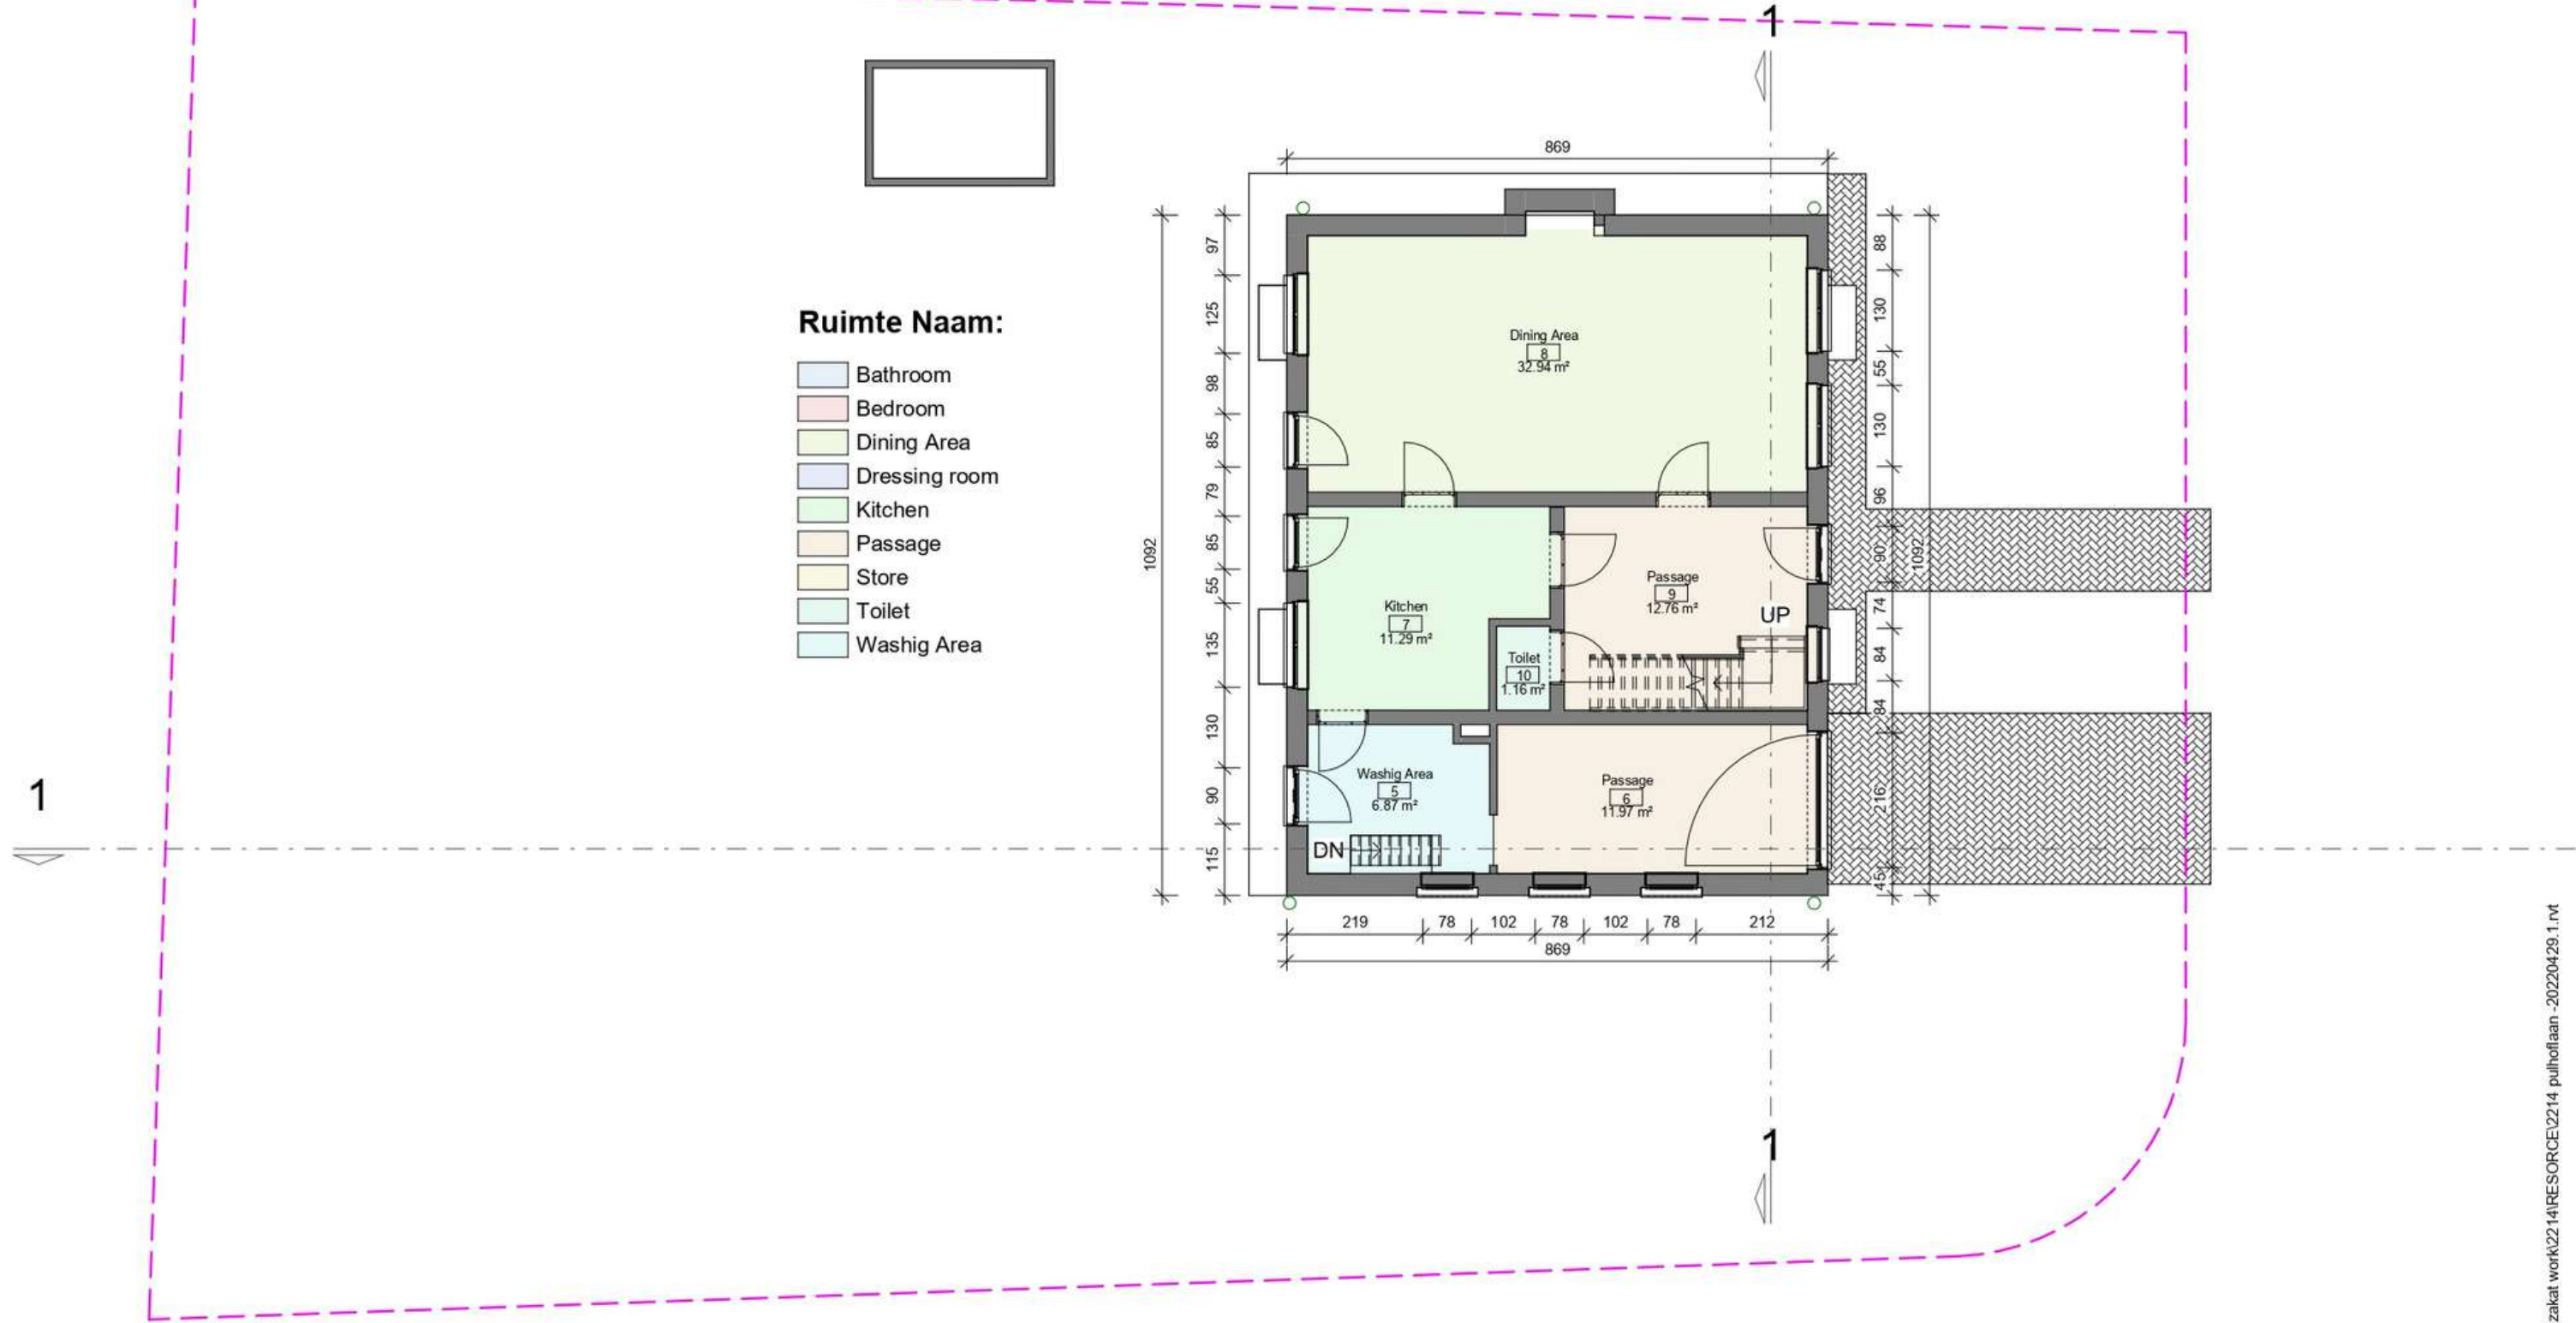 1
869
Ruimte Naam:
Bathroom
Bedroom
Dining Area
Dressing room
Kitchen
Passage
Store
Toilet
Washig Area
1092
97
125
98
85
79
85
55
135
130
90
115
Dining Area
8
32.94 m²
Kitchen
7
11.29 m²
Passage
9
12.76 m²
UP
Toilet
10
1.16 m²
Washig Area
5
6.87 m²
DN
Passage
6
11.97 m²
88
130
55
130
96
90
74
84
84
216
45
1092
219
78
102
78
102
78
212
869
1
1
zakat work\2214\RESORCE\2214 pulhoflaan -20220429.1.rvt